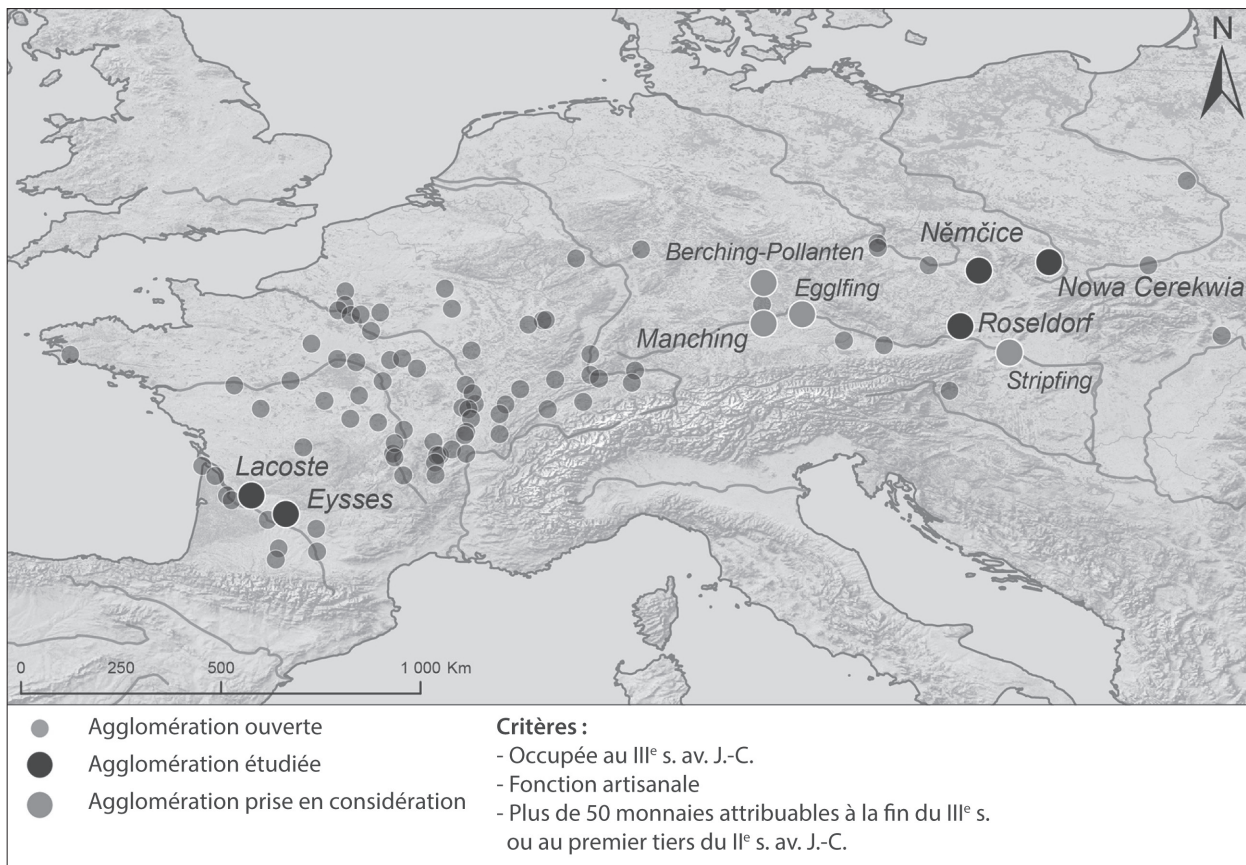 N
Němčice
Berching-Pollanten
Egglfing
Nowa Cerekwia
Manching
Roseldorf
Stripfing
Lacoste
Eysses
0 250 500 1 000 Km
Agglomération ouverte
Agglomération étudiée
Agglomération prise en considération
Critères :
- Occupée au IIIe s. av. J.-C.
- Fonction artisanale
- Plus de 50 monnaies attribuables à la fin du IIIe s.
ou au premier tiers du IIe s. av. J.-C.